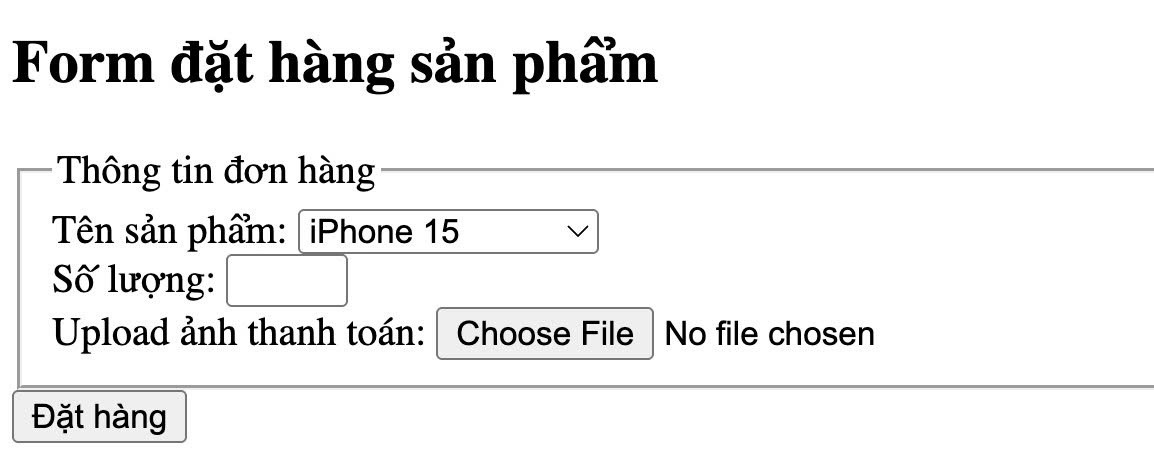 Form đặt hàng sản phẩm
Thông tin đơn hàng
Tên sản phẩm: iPhone 15
Số lượng:
Upload ảnh thanh toán: Choose File No file chosen
Đặt hàng